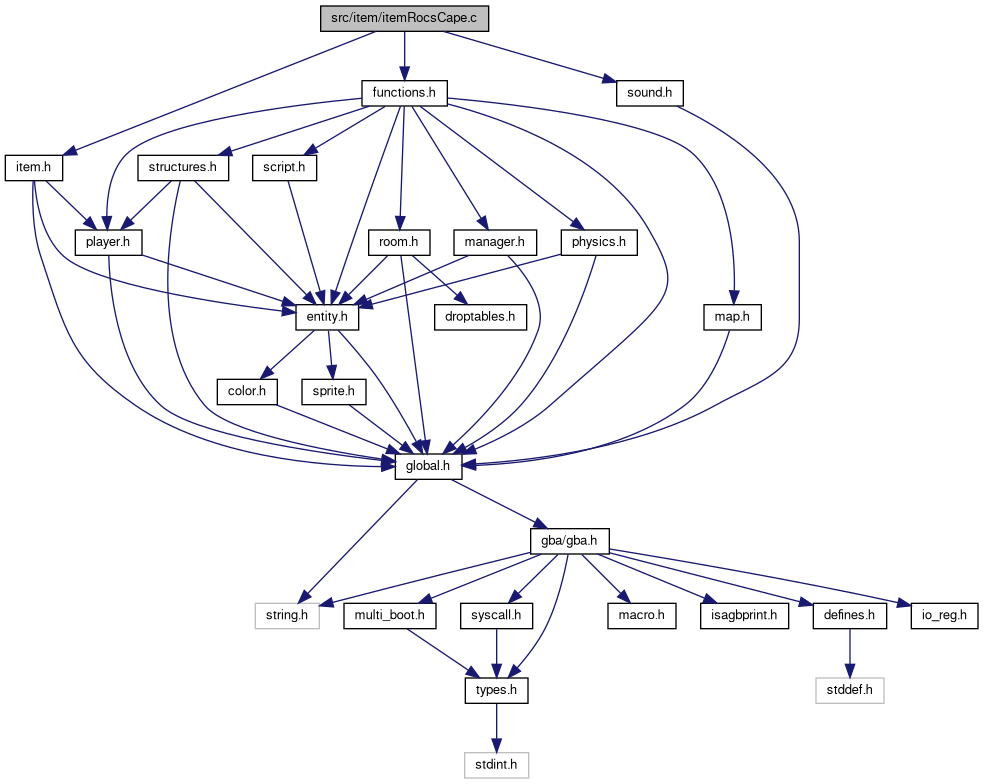 src/item/itemRocsCape.c
functions.h
sound.h
item.h
structures.h
script.h
player.h
room.h
manager.h
physics.h
entity.h
droptables.h
map.h
color.h
sprite.h
global.h
gba/gba.h
string.h
multi_boot.h
syscall.h
macro.h
isagbprint.h
defines.h
io_reg.h
types.h
stddef.h
stdint.h